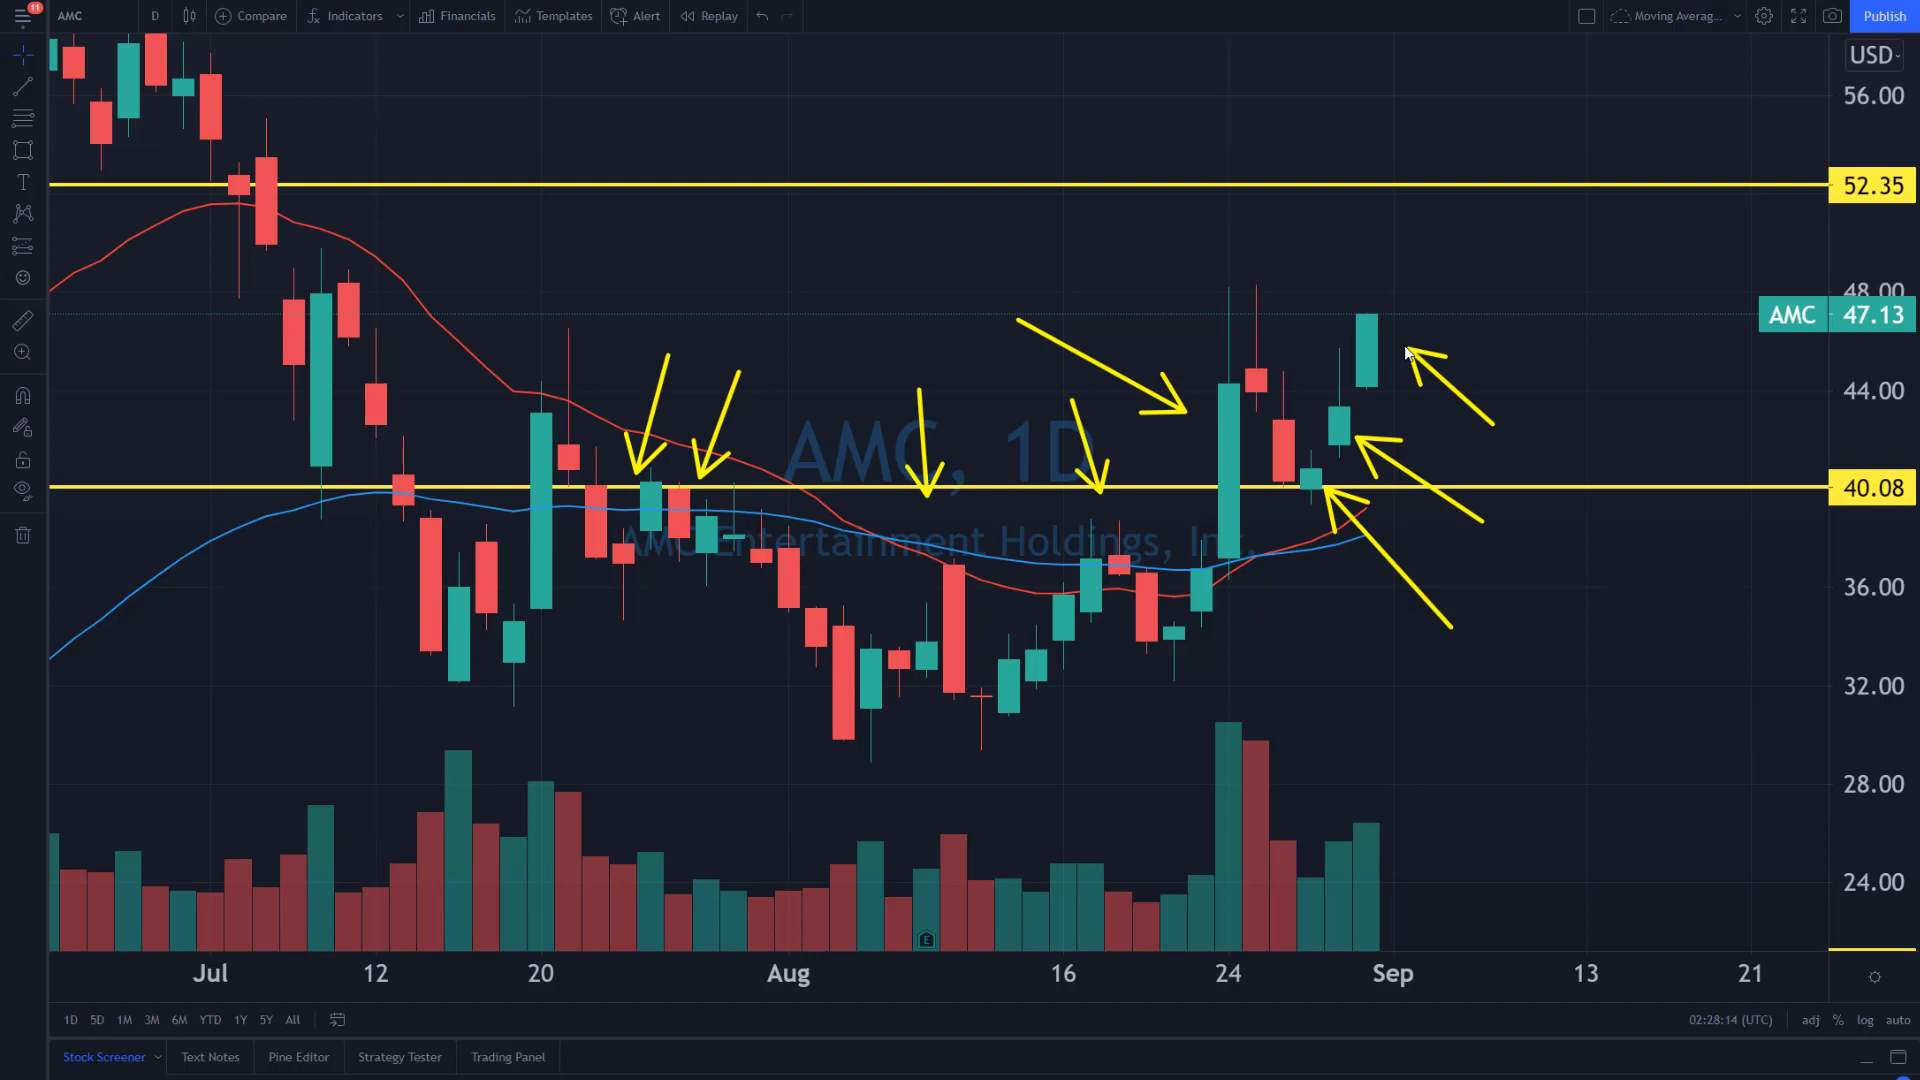 11 AMC D Compare Indicators Financials Templates Alert Replay Moving Averag... Publish
USD
56.00
52.35
48.00
AMC 47.13
44.00
AMC, 1D
40.08
AMC Entertainment Holdings, Inc.
36.00
32.00
28.00
24.00
E
Jul 12 20 Aug 16 24 Sep 13 21
1D 5D 1M 3M 6M YTD 1Y 5Y All 02:28:14 (UTC) adj % log auto
Stock Screener Text Notes Pine Editor Strategy Tester Trading Panel